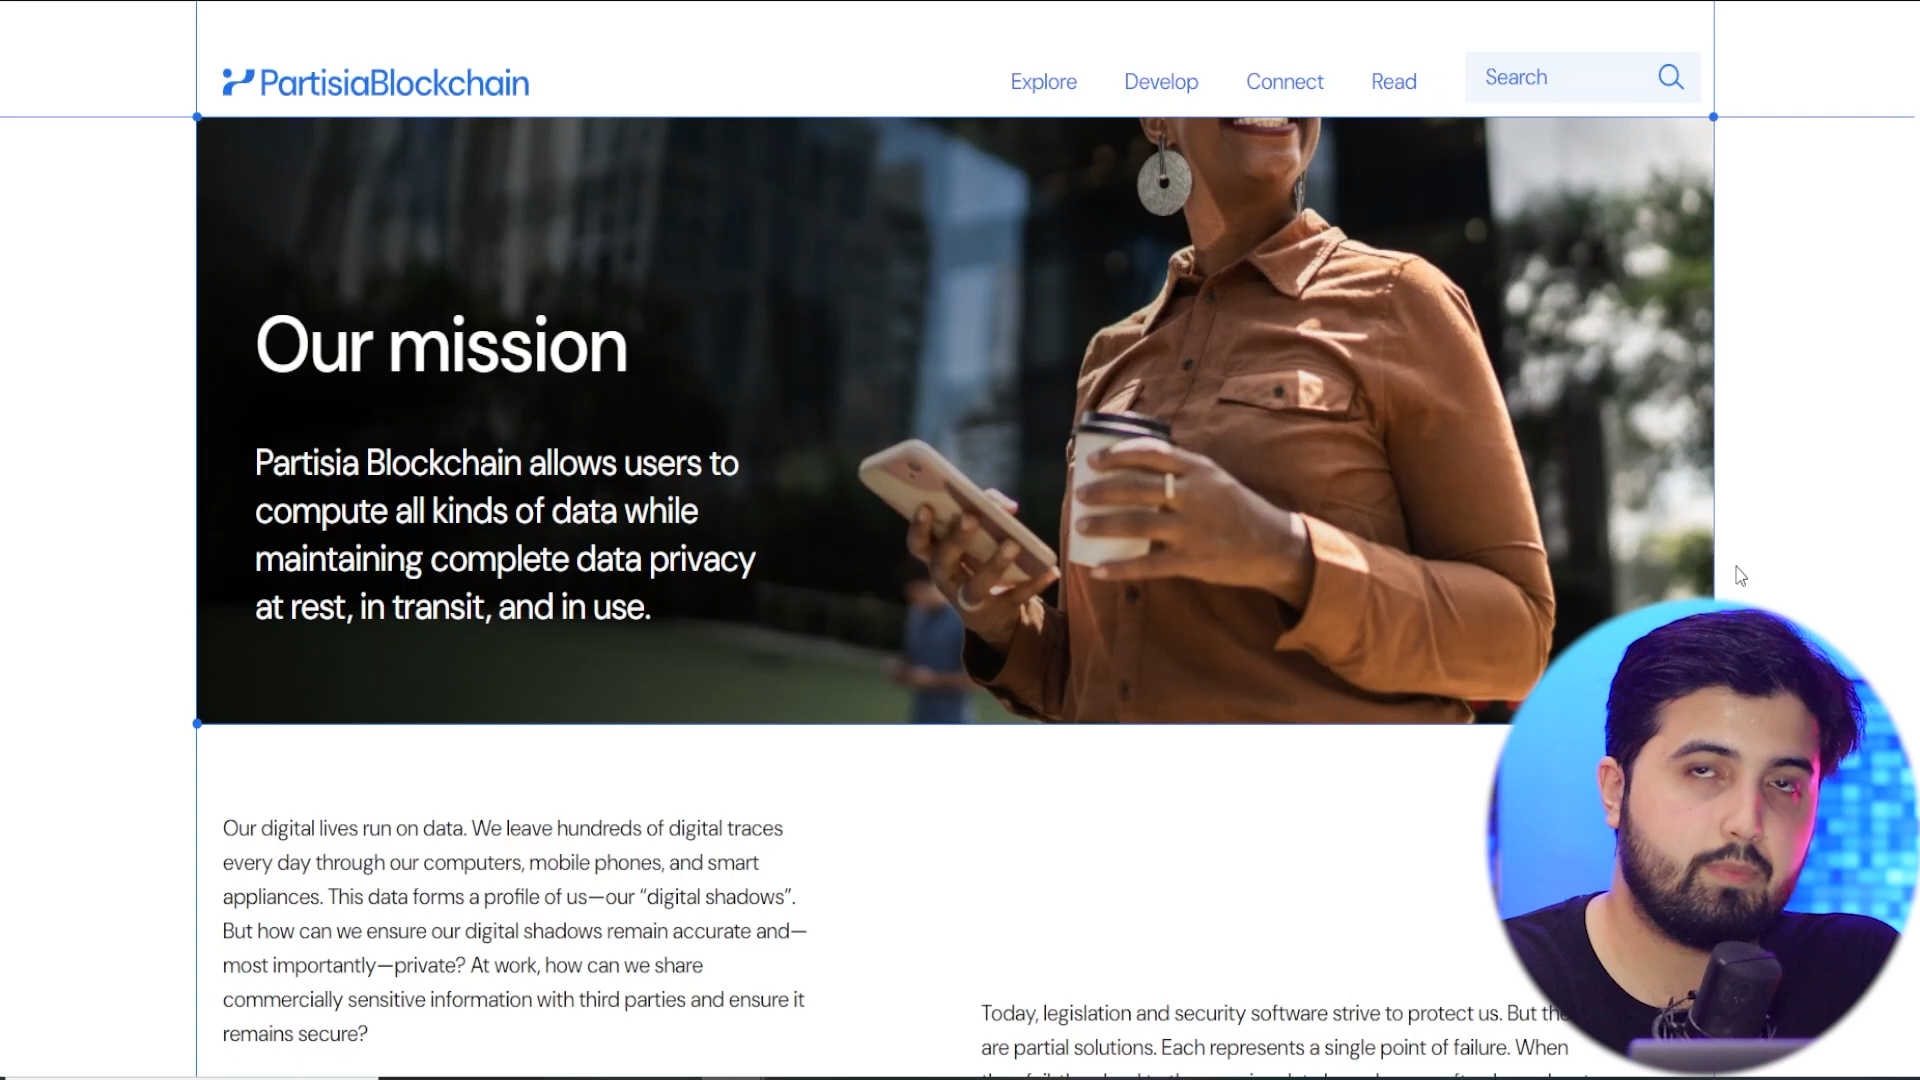 PartisiaBlockchain
Explore
Develop
Connect
Read
Search
Our mission
Partisia Blockchain allows users to
compute all kinds of data while
maintaining complete data privacy
at rest, in transit, and in use.
Our digital lives run on data. We leave hundreds of digital traces
every day through our computers, mobile phones, and smart
appliances. This data forms a profile of us—our “digital shadows”.
But how can we ensure our digital shadows remain accurate and—
most importantly—private? At work, how can we share
commercially sensitive information with third parties and ensure it
remains secure?
Today, legislation and security software strive to protect us. But
are partial solutions. Each represents a single point of failure. When